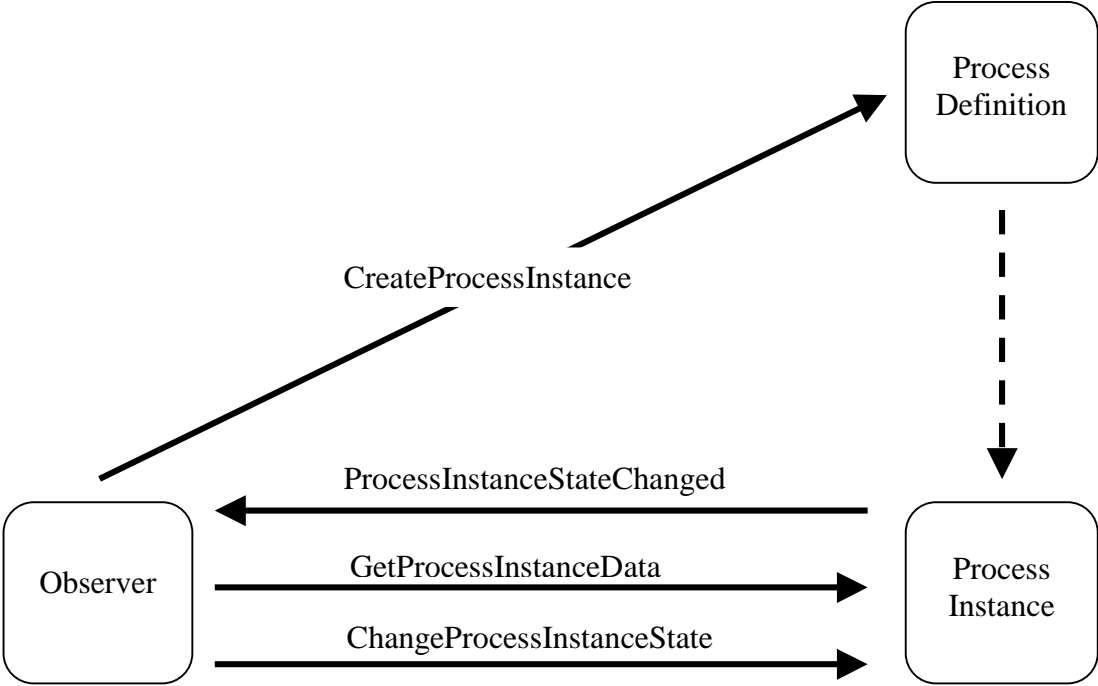 Process
Definition
CreateProcessInstance
ProcessInstanceStateChanged
Observer
GetProcessInstanceData
Process
Instance
ChangeProcessInstanceState